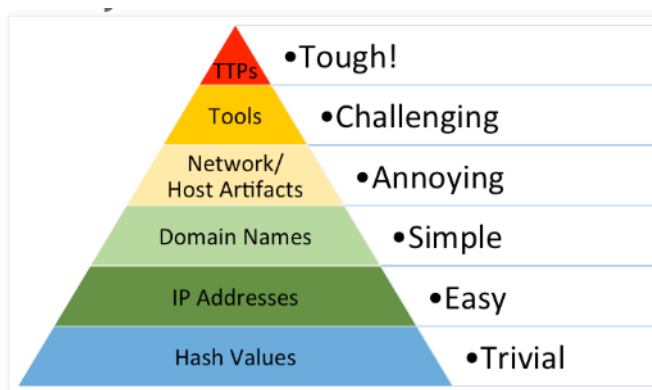 TTPs •Tough!
Tools •Challenging
Network/
Host Artifacts •Annoying
Domain Names •Simple
IP Addresses •Easy
Hash Values •Trivial